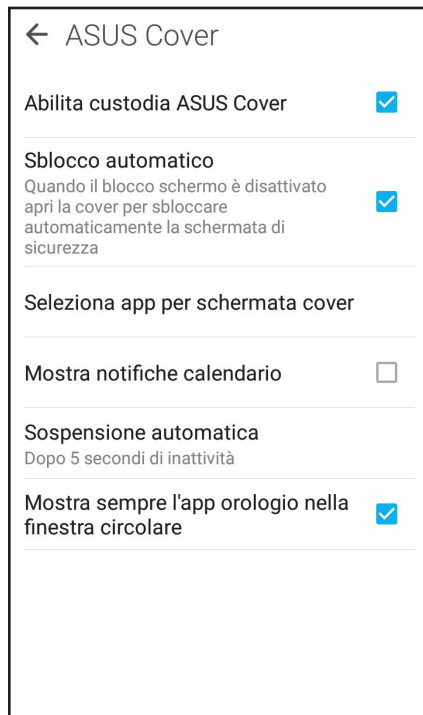 ASUS Cover
Abilita custodia ASUS Cover
Sblocco automatico
Quando il blocco schermo è disattivato
apri la cover per sbloccare
automaticamente la schermata di
sicurezza
Seleziona app per schermata cover
Mostra notifiche calendario
Sospensione automatica
Dopo 5 secondi di inattività
Mostra sempre l'app orologio nella
finestra circolare